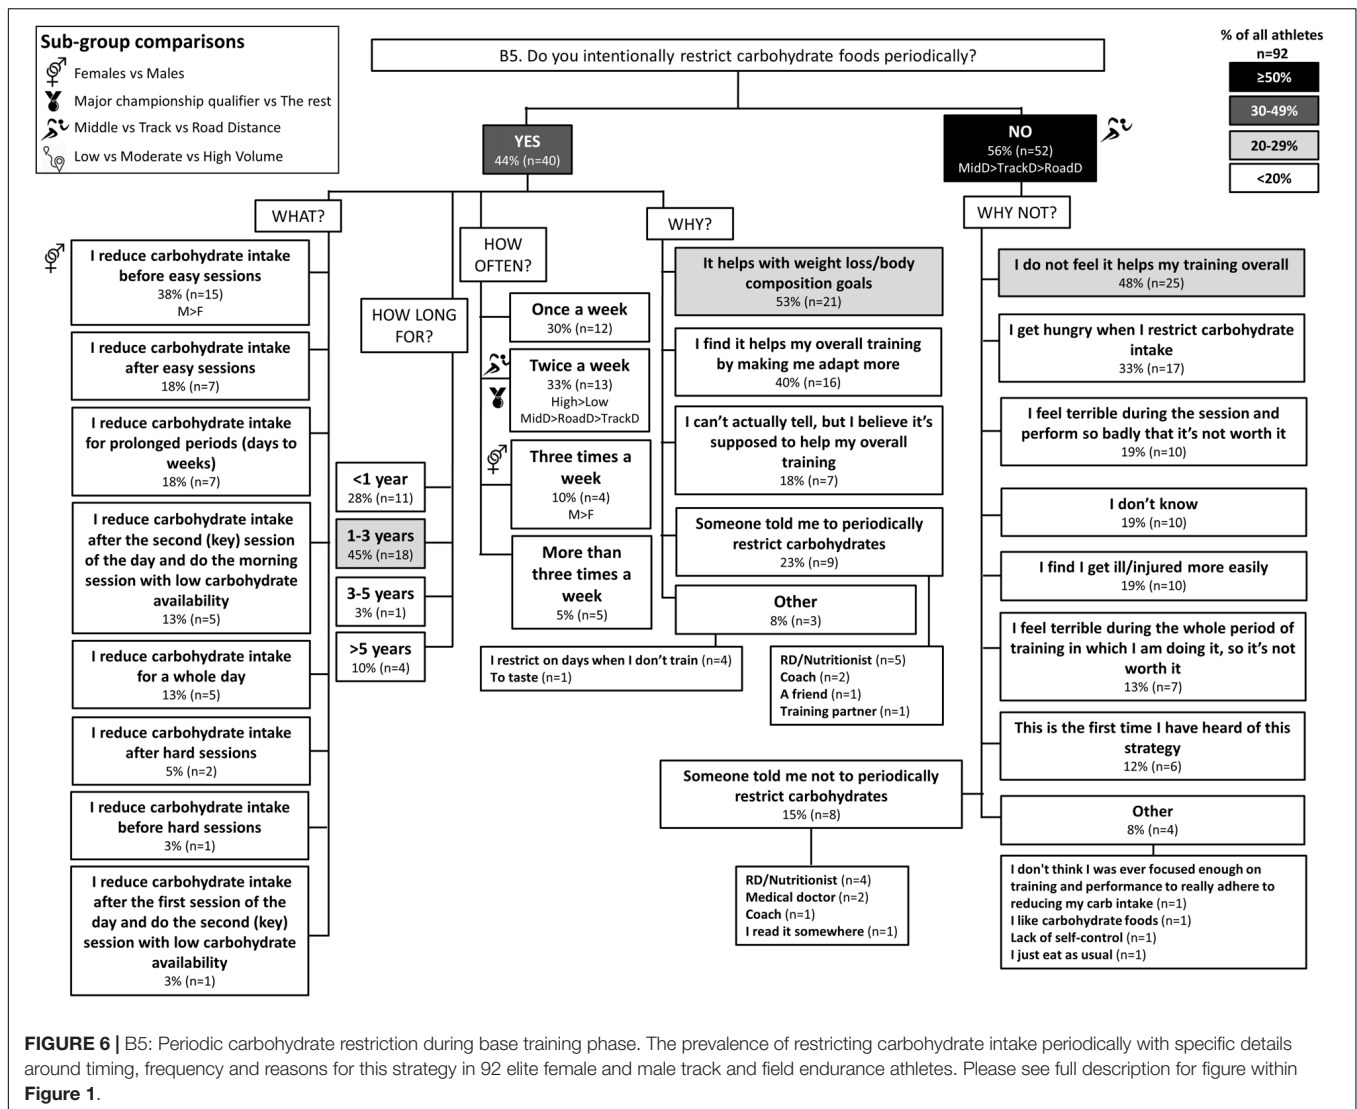 Sub-group comparisons
Females vs Males
Major championship qualifier vs The rest
Middle vs Track vs Road Distance
Low vs Moderate vs High Volume
B5. Do you intentionally restrict carbohydrate foods periodically?
% of all athletes
n=92
≥50%
30-49%
20-29%
<20%
YES
44% (n=40)
NO
56% (n=52)
MidD>TrackD>RoadD
WHAT?
I reduce carbohydrate intake
before easy sessions
38% (n=15)
M>F
I reduce carbohydrate intake
after easy sessions
18% (n=7)
I reduce carbohydrate intake
for prolonged periods (days to
weeks)
18% (n=7)
I reduce carbohydrate intake
after the second (key) session
of the day and do the morning
session with low carbohydrate
availability
13% (n=5)
I reduce carbohydrate intake
for a whole day
13% (n=5)
I reduce carbohydrate intake
after hard sessions
5% (n=2)
I reduce carbohydrate intake
before hard sessions
3% (n=1)
I reduce carbohydrate intake
after the first session of the
day and do the second (key)
session with low carbohydrate
availability
3% (n=1)
HOW LONG
FOR?
<1 year
28% (n=11)
1-3 years
45% (n=18)
3-5 years
3% (n=1)
>5 years
10% (n=4)
HOW
OFTEN?
Once a week
30% (n=12)
Twice a week
33% (n=13)
High>Low
MidD>RoadD>TrackD
Three times a
week
10% (n=4)
M>F
More than
three times a
week
5% (n=5)
WHY?
It helps with weight loss/body
composition goals
53% (n=21)
I find it helps my overall training
by making me adapt more
40% (n=16)
I can't actually tell, but I believe it's
supposed to help my overall
training
18% (n=7)
Someone told me to periodically
restrict carbohydrates
23% (n=9)
Other
8% (n=3)
I restrict on days when I don't train (n=4)
To taste (n=1)
RD/Nutritionist (n=5)
Coach (n=2)
A friend (n=1)
Training partner (n=1)
WHY NOT?
I do not feel it helps my training overall
48% (n=25)
I get hungry when I restrict carbohydrate
intake
33% (n=17)
I feel terrible during the session and
perform so badly that it's not worth it
19% (n=10)
I don't know
19% (n=10)
I find I get ill/injured more easily
19% (n=10)
I feel terrible during the whole period of
training in which I am doing it, so it's not
worth it
13% (n=7)
This is the first time I have heard of this
strategy
12% (n=6)
Someone told me not to periodically
restrict carbohydrates
15% (n=8)
RD/Nutritionist (n=4)
Medical doctor (n=2)
Coach (n=1)
I read it somewhere (n=1)
Other
8% (n=4)
I don't think I was ever focused enough on
training and performance to really adhere to
reducing my carb intake (n=1)
I like carbohydrate foods (n=1)
Lack of self-control (n=1)
I just eat as usual (n=1)
FIGURE 6 | B5: Periodic carbohydrate restriction during base training phase. The prevalence of restricting carbohydrate intake periodically with specific details
around timing, frequency and reasons for this strategy in 92 elite female and male track and field endurance athletes. Please see full description for figure within
Figure 1.